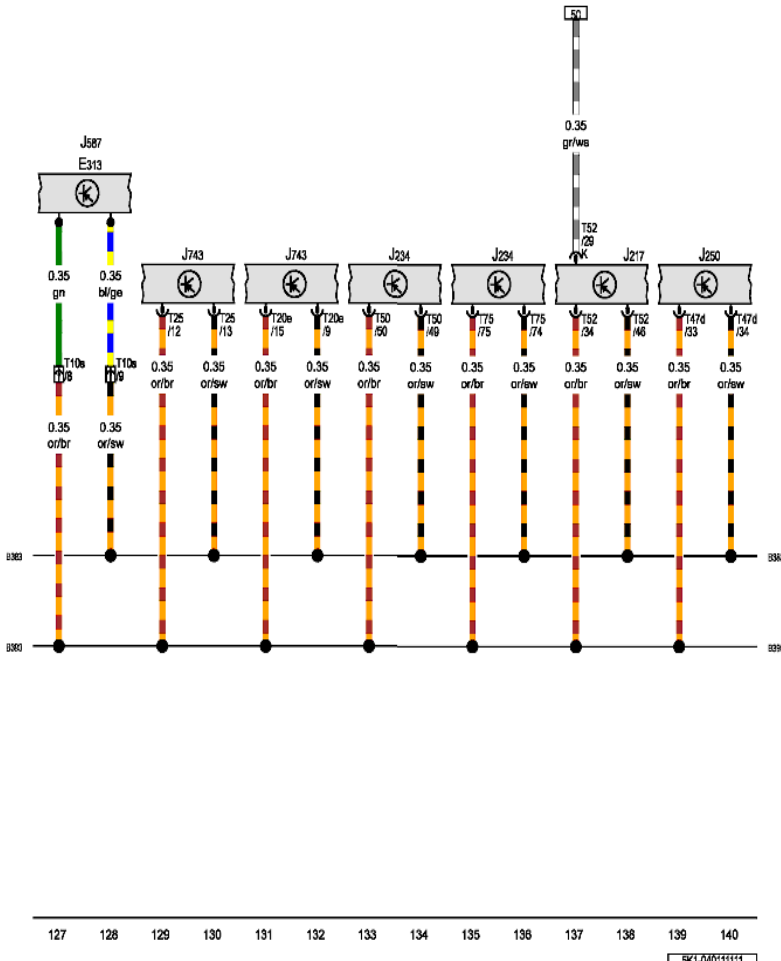 50
0.35
gr/ws
J587
E313
T52
/29
K
J743
J743
J234
J234
J217
J250
0.35
gn
0.35
bl/ge
T25
/12
T25
/13
T20e
/15
T20e
/9
T50
/50
T50
/49
T75
/75
T75
/74
T52
/34
T52
/46
T47d
/33
T47d
/34
T10s
/8
T10s
/9
0.35
or/br
0.35
or/sw
0.35
or/br
0.35
or/sw
0.35
or/br
0.35
or/sw
0.35
or/br
0.35
or/sw
0.35
or/br
0.35
or/sw
0.35
or/br
0.35
or/sw
0.35
or/br
0.35
or/sw
B383
B38
B390
B39
127 128 129 130 131 132 133 134 135 136 137 138 139 140
5K1-040111111